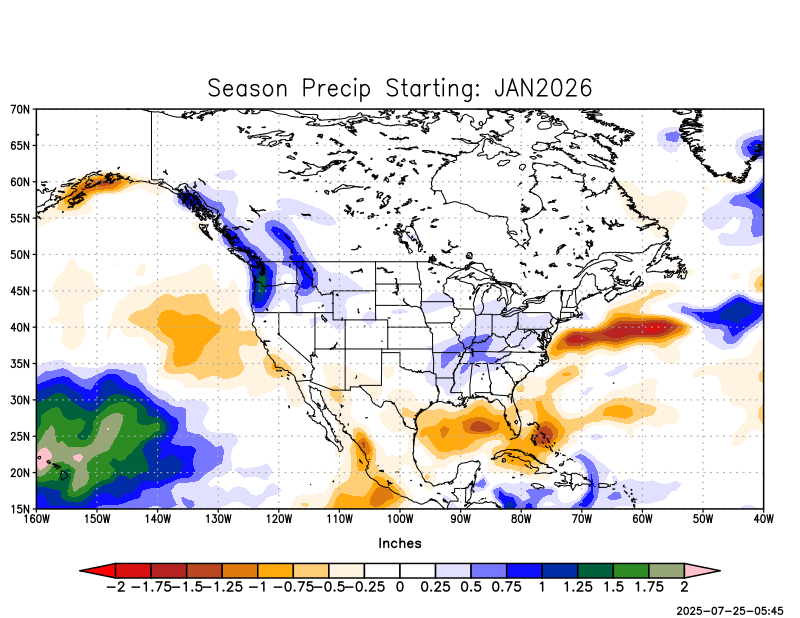 Season Precip Starting: JAN2026
70N
65N
60N
55N
50N
45N
40N
35N
30N
25N
20N
15N
160W 150W 140W 130W 120W 110W 100W 90W 80W 70W 60W 50W 40W
Inches
-2 -1.75 -1.5 -1.25 -1 -0.75 -0.5 -0.25 0 0.25 0.5 0.75 1 1.25 1.5 1.75 2
2025-07-25-05:45